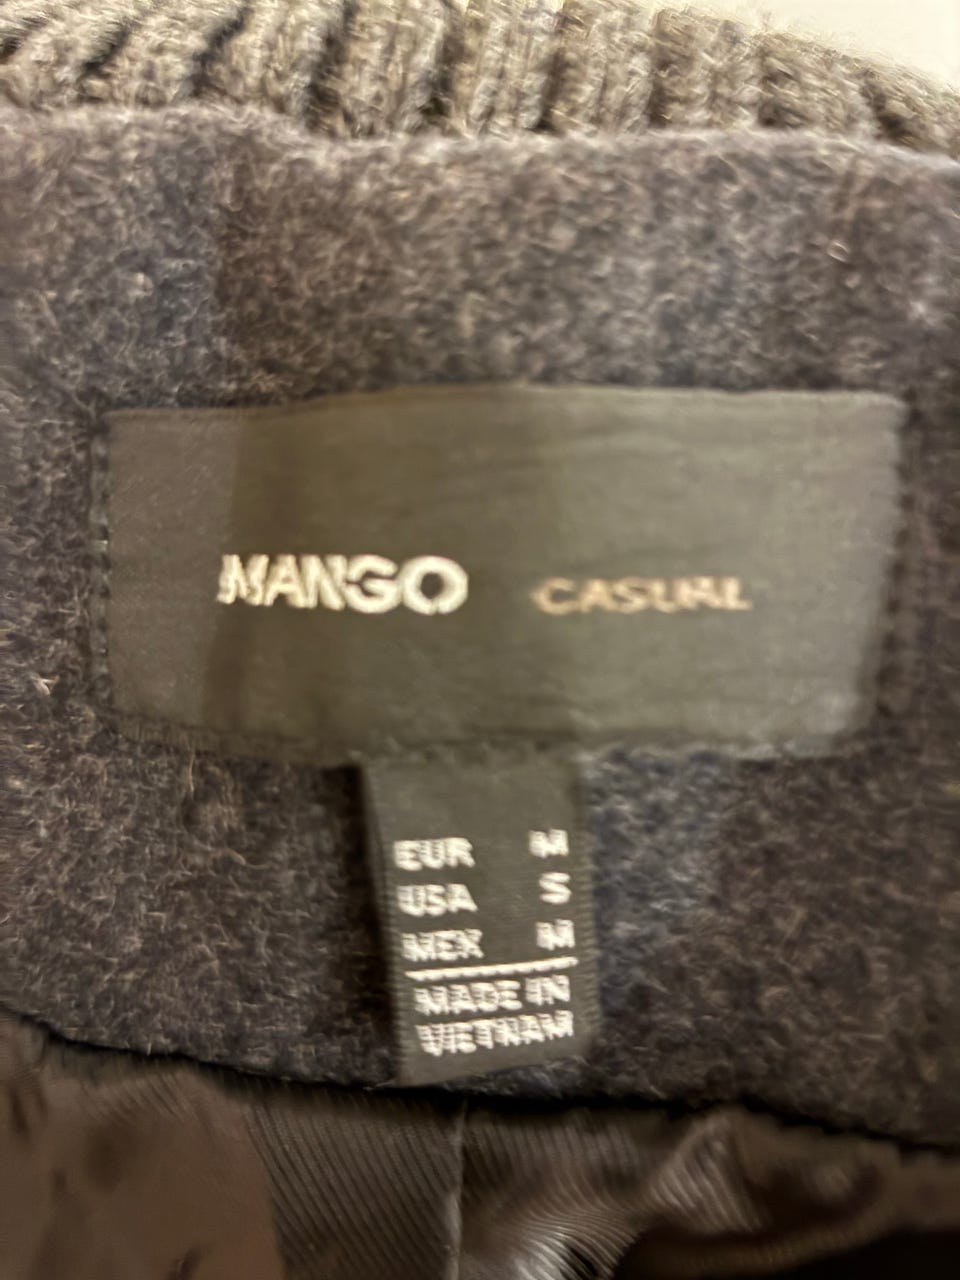 MANGO CASUAL
EUR M
USA S
MEX M
MADE IN
VIETNAM